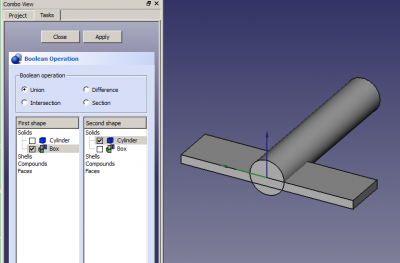 Combo View
Project Tasks
Close Apply
Boolean Operation
Boolean operation
Union Difference
Intersection Section
First shape Second shape
Solids Solids
Cylinder Cylinder
Box Box
Shells Shells
Compounds Compounds
Faces Faces